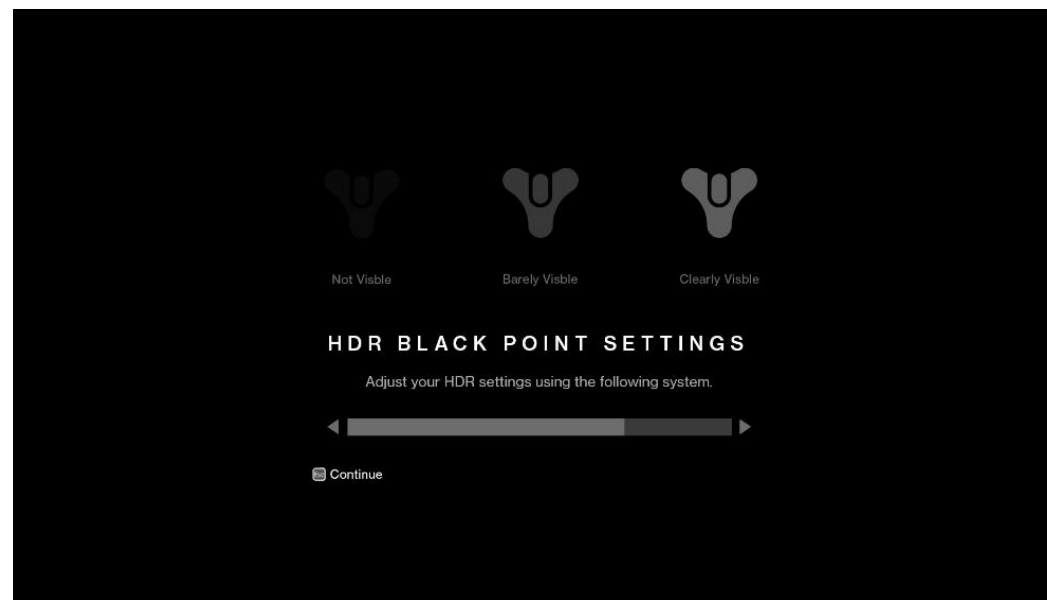 Not Visble
Barely Visble
Clearly Visble
HDR BLACK POINT SETTINGS
Adjust your HDR settings using the following system.
Continue